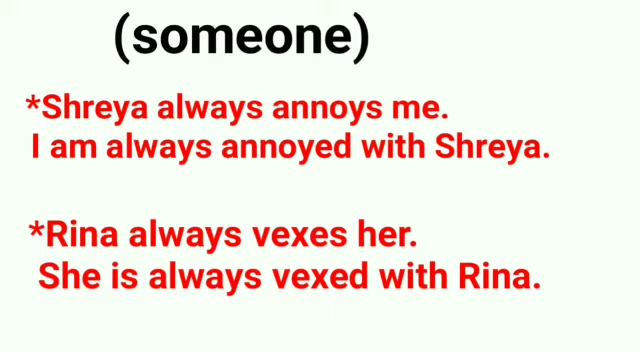 (someone)
*Shreya always annoys me.
I am always annoyed with Shreya.
*Rina always vexes her.
She is always vexed with Rina.